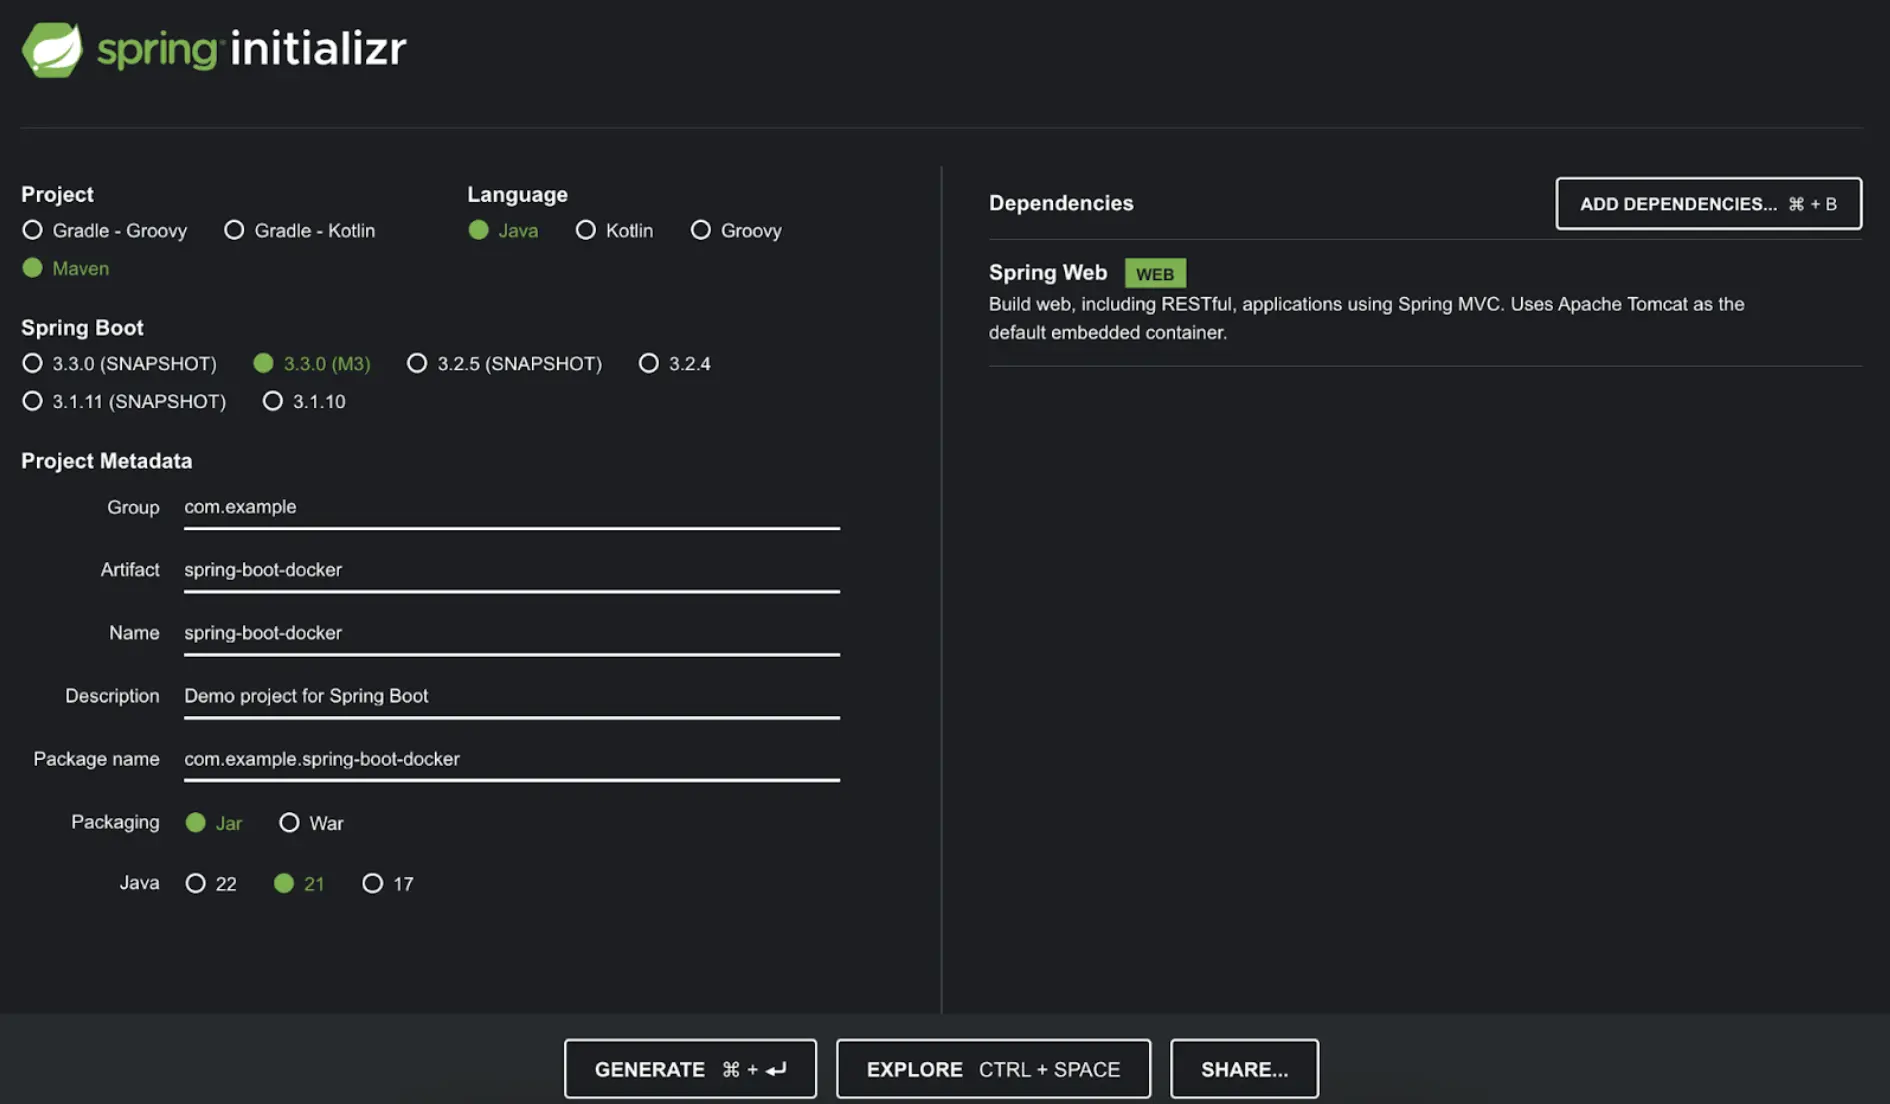 spring initializr
Project
Gradle - Groovy
Gradle - Kotlin
Maven
Language
Java
Kotlin
Groovy
Spring Boot
3.3.0 (SNAPSHOT)
3.3.0 (M3)
3.2.5 (SNAPSHOT)
3.2.4
3.1.11 (SNAPSHOT)
3.1.10
Project Metadata
Group com.example
Artifact spring-boot-docker
Name spring-boot-docker
Description Demo project for Spring Boot
Package name com.example.spring-boot-docker
Packaging Jar War
Java 22 21 17
Dependencies
ADD DEPENDENCIES... ⌘ + B
Spring Web WEB
Build web, including RESTful, applications using Spring MVC. Uses Apache Tomcat as the
default embedded container.
GENERATE ⌘ + ↵
EXPLORE CTRL + SPACE
SHARE...